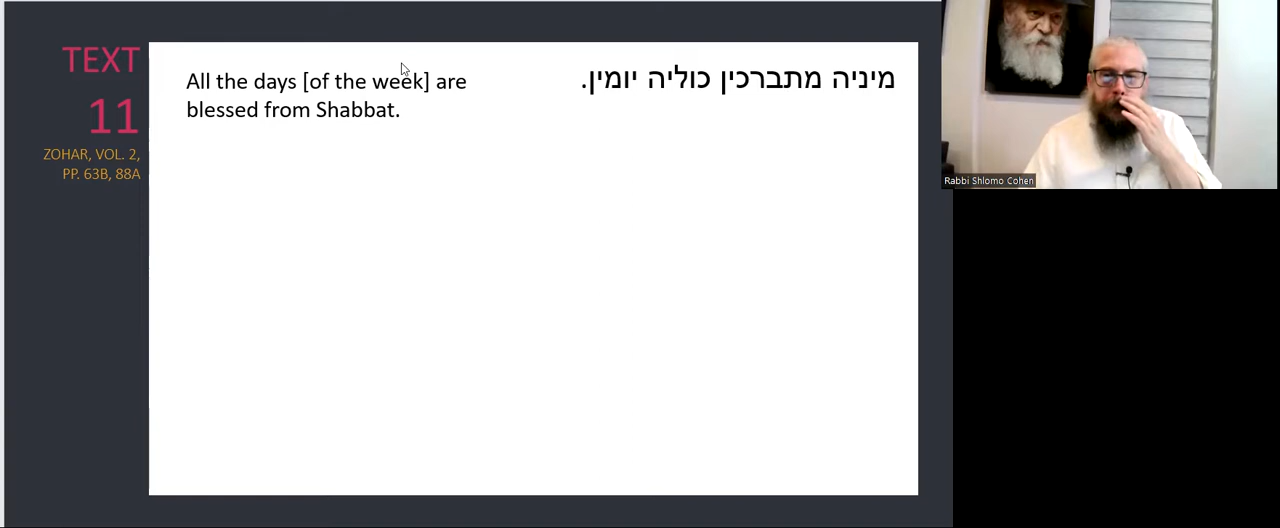 TEXT
11
ZOHAR, VOL. 2,
PP. 63B, 88A
All the days [of the week] are
blessed from Shabbat.
מיניה מתברכין כוליה יומין.
Rabbi Shlomo Cohen